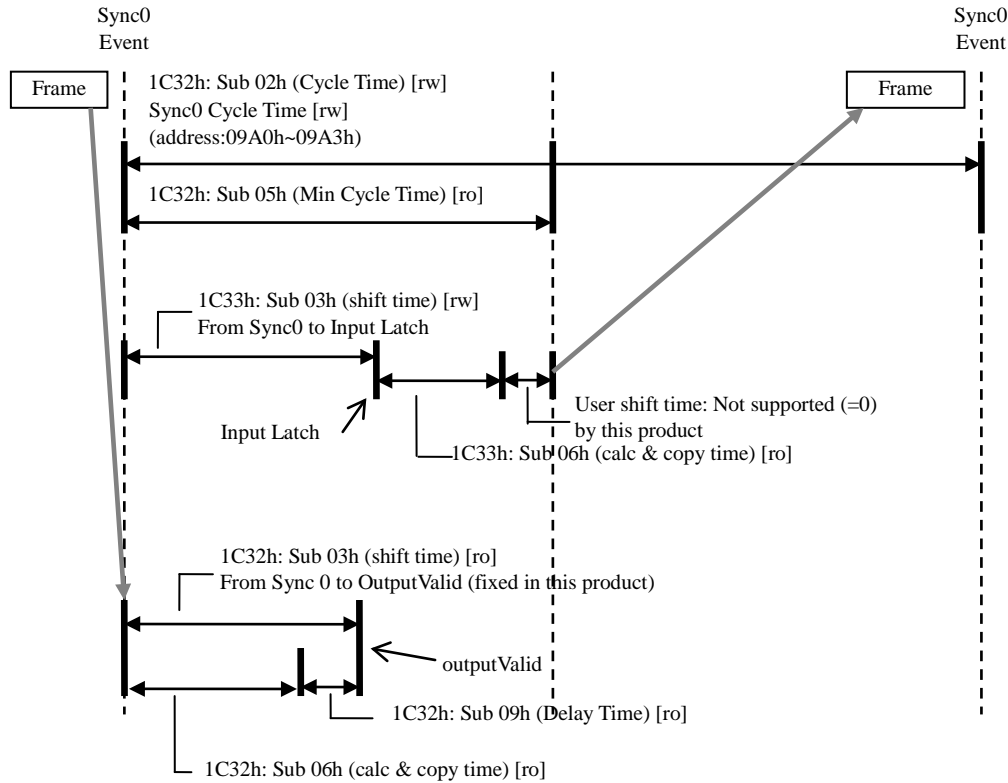 Sync0
Event
Sync0
Event
Frame
Frame
1C32h: Sub 02h (Cycle Time) [rw]
Sync0 Cycle Time [rw]
(address:09A0h~09A3h)
1C32h: Sub 05h (Min Cycle Time) [ro]
1C33h: Sub 03h (shift time) [rw]
From Sync0 to Input Latch
Input Latch
User shift time: Not supported (=0)
by this product
1C33h: Sub 06h (calc & copy time) [ro]
1C32h: Sub 03h (shift time) [ro]
From Sync 0 to OutputValid (fixed in this product)
outputValid
1C32h: Sub 09h (Delay Time) [ro]
1C32h: Sub 06h (calc & copy time) [ro]